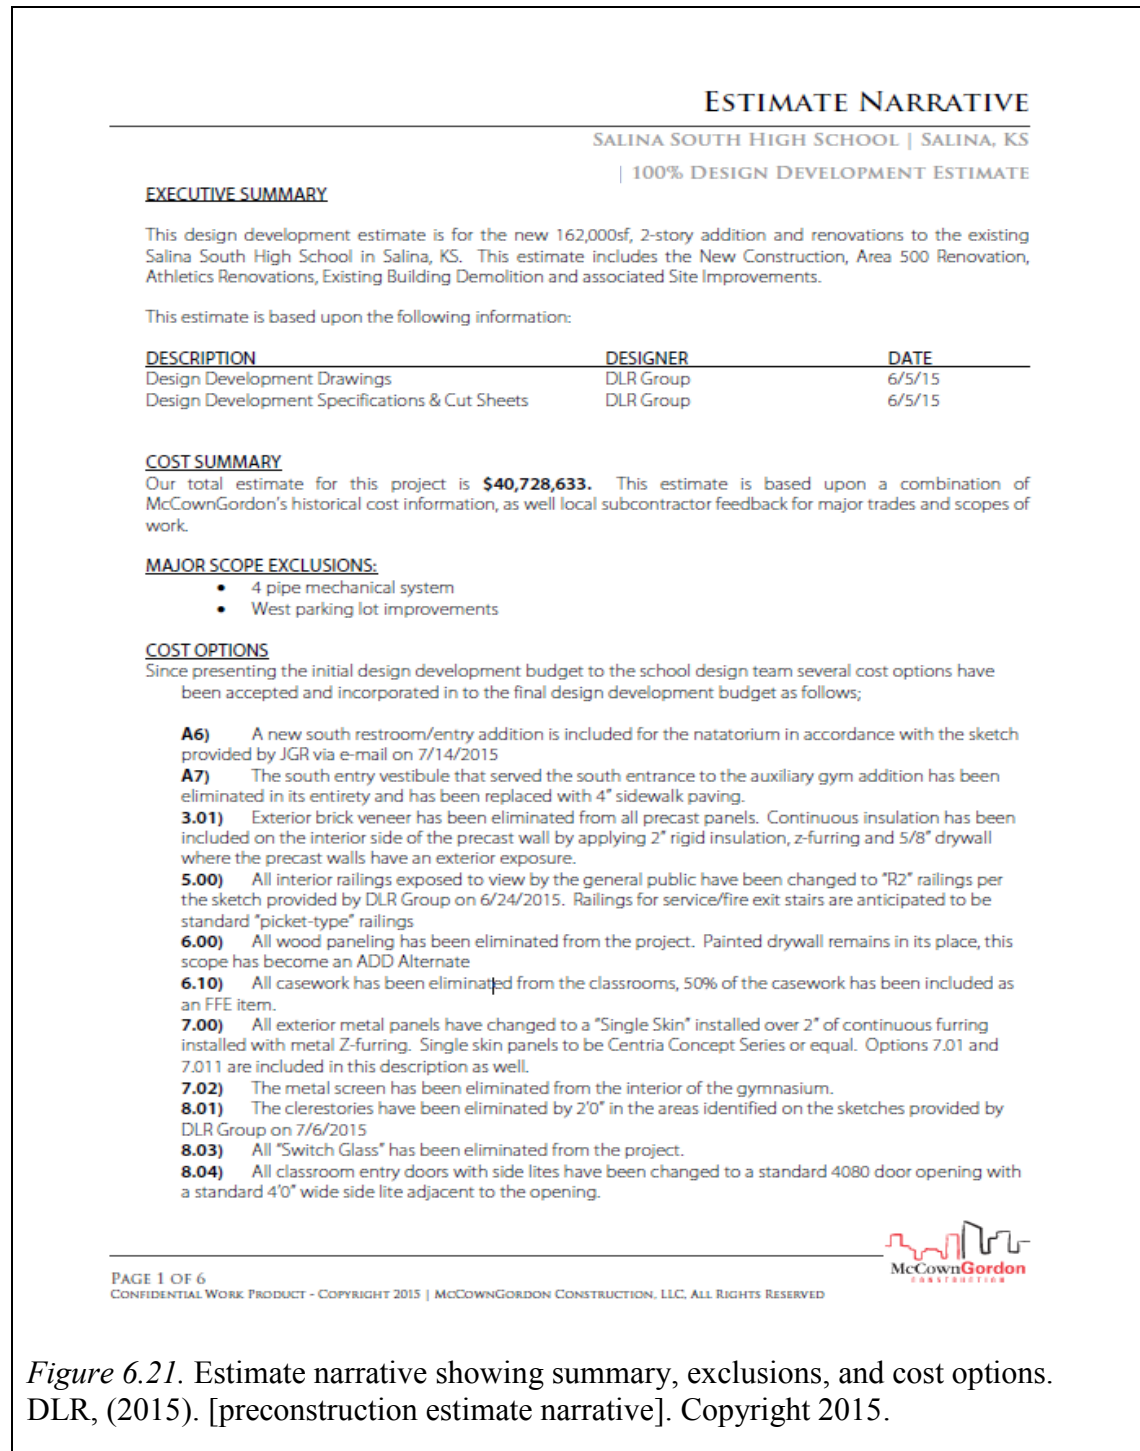 ESTIMATE NARRATIVE
SALINA SOUTH HIGH SCHOOL | SALINA, KS
| 100% DESIGN DEVELOPMENT ESTIMATE
EXECUTIVE SUMMARY
This design development estimate is for the new 162,000sf, 2-story addition and renovations to the existing
Salina South High School in Salina, KS. This estimate includes the New Construction, Area 500 Renovation,
Athletics Renovations, Existing Building Demolition and associated Site Improvements.
This estimate is based upon the following information:
DESCRIPTION DESIGNER DATE
Design Development Drawings DLR Group 6/5/15
Design Development Specifications & Cut Sheets DLR Group 6/5/15
COST SUMMARY
Our total estimate for this project is $40,728,633. This estimate is based upon a combination of
McCownGordon's historical cost information, as well local subcontractor feedback for major trades and scopes of
work.
MAJOR SCOPE EXCLUSIONS:
• 4 pipe mechanical system
• West parking lot improvements
COST OPTIONS
Since presenting the initial design development budget to the school design team several cost options have
been accepted and incorporated in to the final design development budget as follows;
A6) A new south restroom/entry addition is included for the natatorium in accordance with the sketch
provided by JGR via e-mail on 7/14/2015
A7) The south entry vestibule that served the south entrance to the auxiliary gym addition has been
eliminated in its entirety and has been replaced with 4" sidewalk paving.
3.01) Exterior brick veneer has been eliminated from all precast panels. Continuous insulation has been
included on the interior side of the precast wall by applying 2" rigid insulation, z-furring and 5/8" drywall
where the precast walls have an exterior exposure.
5.00) All interior railings exposed to view by the general public have been changed to "R2" railings per
the sketch provided by DLR Group on 6/24/2015. Railings for service/fire exit stairs are anticipated to be
standard "picket-type" railings
6.00) All wood paneling has been eliminated from the project. Painted drywall remains in its place, this
scope has become an ADD Alternate
6.10) All casework has been eliminated from the classrooms, 50% of the casework has been included as
an FFE item.
7.00) All exterior metal panels have changed to a "Single Skin" installed over 2" of continuous furring
installed with metal Z-furring. Single skin panels to be Centria Concept Series or equal. Options 7.01 and
7.011 are included in this description as well.
7.02) The metal screen has been eliminated from the interior of the gymnasium.
8.01) The clerestories have been eliminated by 2'0" in the areas identified on the sketches provided by
DLR Group on 7/6/2015
8.03) All "Switch Glass" has been eliminated from the project.
8.04) All classroom entry doors with side lites have been changed to a standard 4080 door opening with
a standard 4'0" wide side lite adjacent to the opening.
McCownGordon
CONSTRUCTION
PAGE 1 OF 6
CONFIDENTIAL WORK PRODUCT - COPYRIGHT 2015 | MCCOWNGORDON CONSTRUCTION, LLC, ALL RIGHTS RESERVED
Figure 6.21. Estimate narrative showing summary, exclusions, and cost options.
DLR, (2015). [preconstruction estimate narrative]. Copyright 2015.